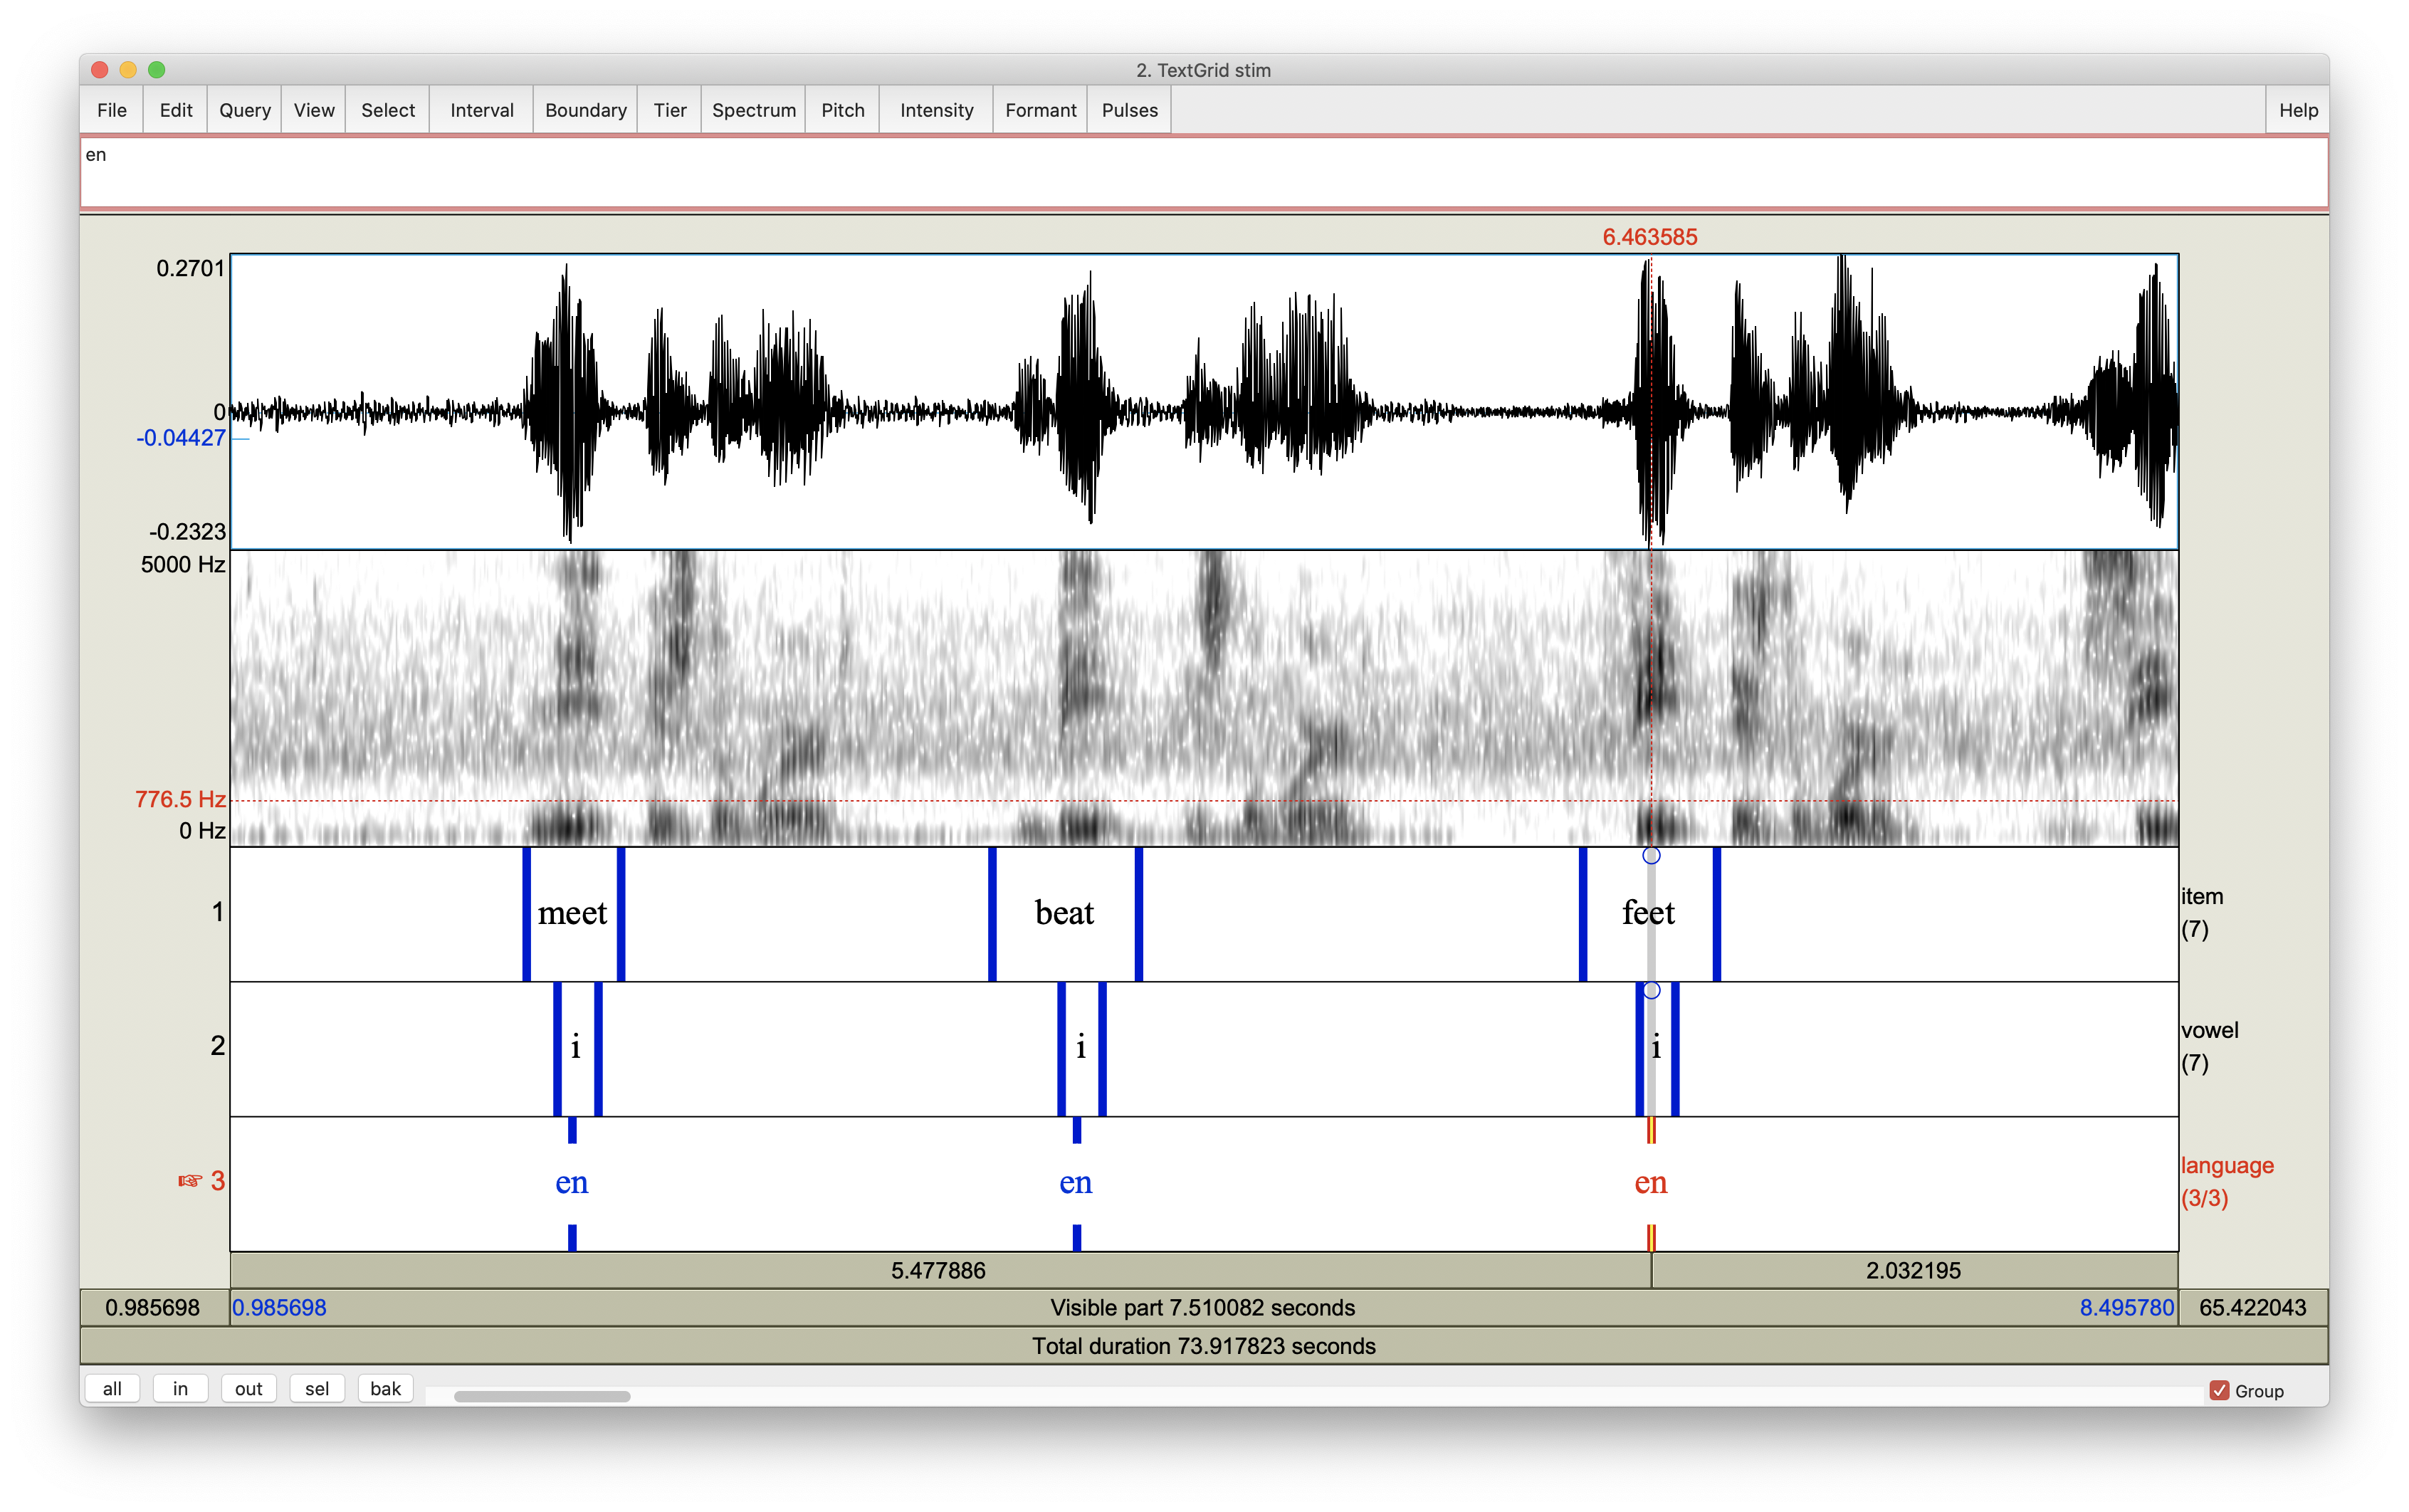 2. TextGrid stim
File Edit Query View Select Interval Boundary Tier Spectrum Pitch Intensity Formant Pulses Help
en
6.463585
0.2701
0
-0.04427
-0.2323
5000 Hz
776.5 Hz
0 Hz
1 meet beat feet item
(7)
2 i i i vowel
(7)
☞ 3 en en en language
(3/3)
5.477886 2.032195
0.985698 0.985698 Visible part 7.510082 seconds 8.495780 65.422043
Total duration 73.917823 seconds
all in out sel bak Group